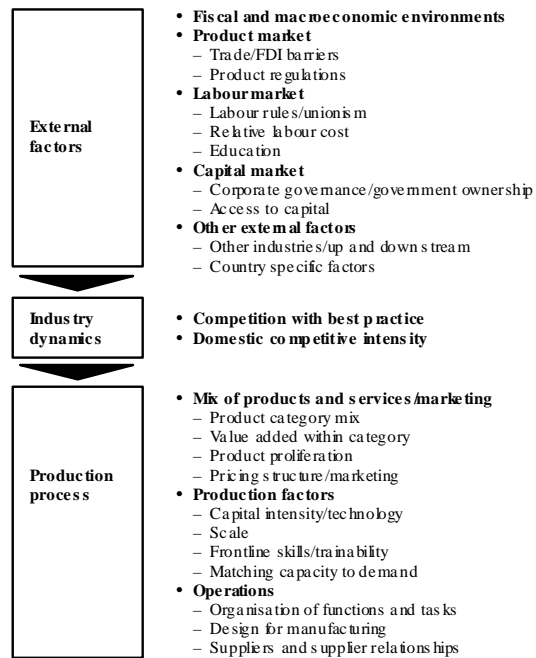 External
factors
• Fiscal and macroeconomic environments
• Product market
– Trade/FDI barriers
– Product regulations
• Labour market
– Labour rules/unionism
– Relative labour cost
– Education
• Capital market
– Corporate governance/government ownership
– Access to capital
• Other external factors
– Other industries/up and downstream
– Country specific factors
Industry
dynamics
• Competition with best practice
• Domestic competitive intensity
Production
process
• Mix of products and services/marketing
– Product category mix
– Value added within category
– Product proliferation
– Pricing structure/marketing
• Production factors
– Capital intensity/technology
– Scale
– Frontline skills/trainability
– Matching capacity to demand
• Operations
– Organisation of functions and tasks
– Design for manufacturing
– Suppliers and supplier relationships